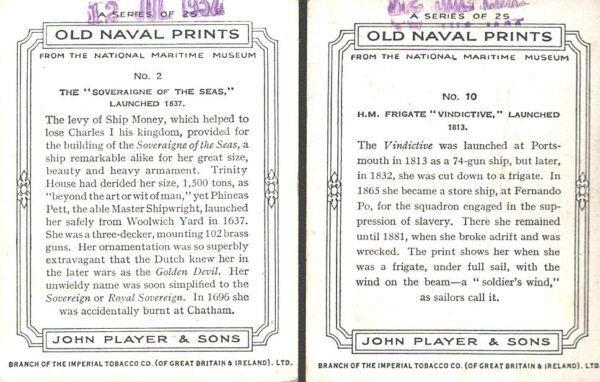 12 III 1952
A SERIES OF 25
OLD NAVAL PRINTS
FROM THE NATIONAL MARITIME MUSEUM
No. 2
THE "SOVERAIGNE OF THE SEAS,"
LAUNCHED 1637.
The levy of Ship Money, which helped to
lose Charles I his kingdom, provided for
the building of the Soveraigne of the Seas, a
ship remarkable alike for her great size,
beauty and heavy armament. Trinity
House had derided her size, 1,500 tons, as
"beyond the art or wit of man," yet Phineas
Pett, the able Master Shipwright, launched
her safely from Woolwich Yard in 1637.
She was a three-decker, mounting 102 brass
guns. Her ornamentation was so superbly
extravagant that the Dutch knew her in
the later wars as the Golden Devil. Her
unwieldy name was soon simplified to the
Sovereign or Royal Sovereign. In 1696 she
was accidentally burnt at Chatham.
JOHN PLAYER & SONS
BRANCH OF THE IMPERIAL TOBACCO CO. (OF GREAT BRITAIN & IRELAND). LTD.
A SERIES OF 25
OLD NAVAL PRINTS
FROM THE NATIONAL MARITIME MUSEUM
No. 10
H.M. FRIGATE "VINDICTIVE," LAUNCHED
1813.
The Vindictive was launched at Ports-
mouth in 1813 as a 74-gun ship, but later,
in 1832, she was cut down to a frigate. In
1865 she became a store ship, at Fernando
Po, for the squadron engaged in the sup-
pression of slavery. There she remained
until 1881, when she broke adrift and was
wrecked. The print shows her when she
was a frigate, under full sail, with the
wind on the beam—a "soldier's wind,"
as sailors call it.
JOHN PLAYER & SONS
BRANCH OF THE IMPERIAL TOBACCO CO. (OF GREAT BRITAIN & IRELAND). LTD.